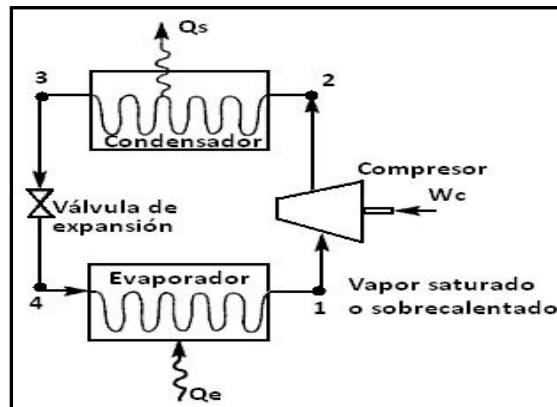 Qs
3
2
Condensador
Compresor
Wc
Válvula de
expansión
Evaporador
4
1
Vapor saturado
o sobrecalentado
Qe